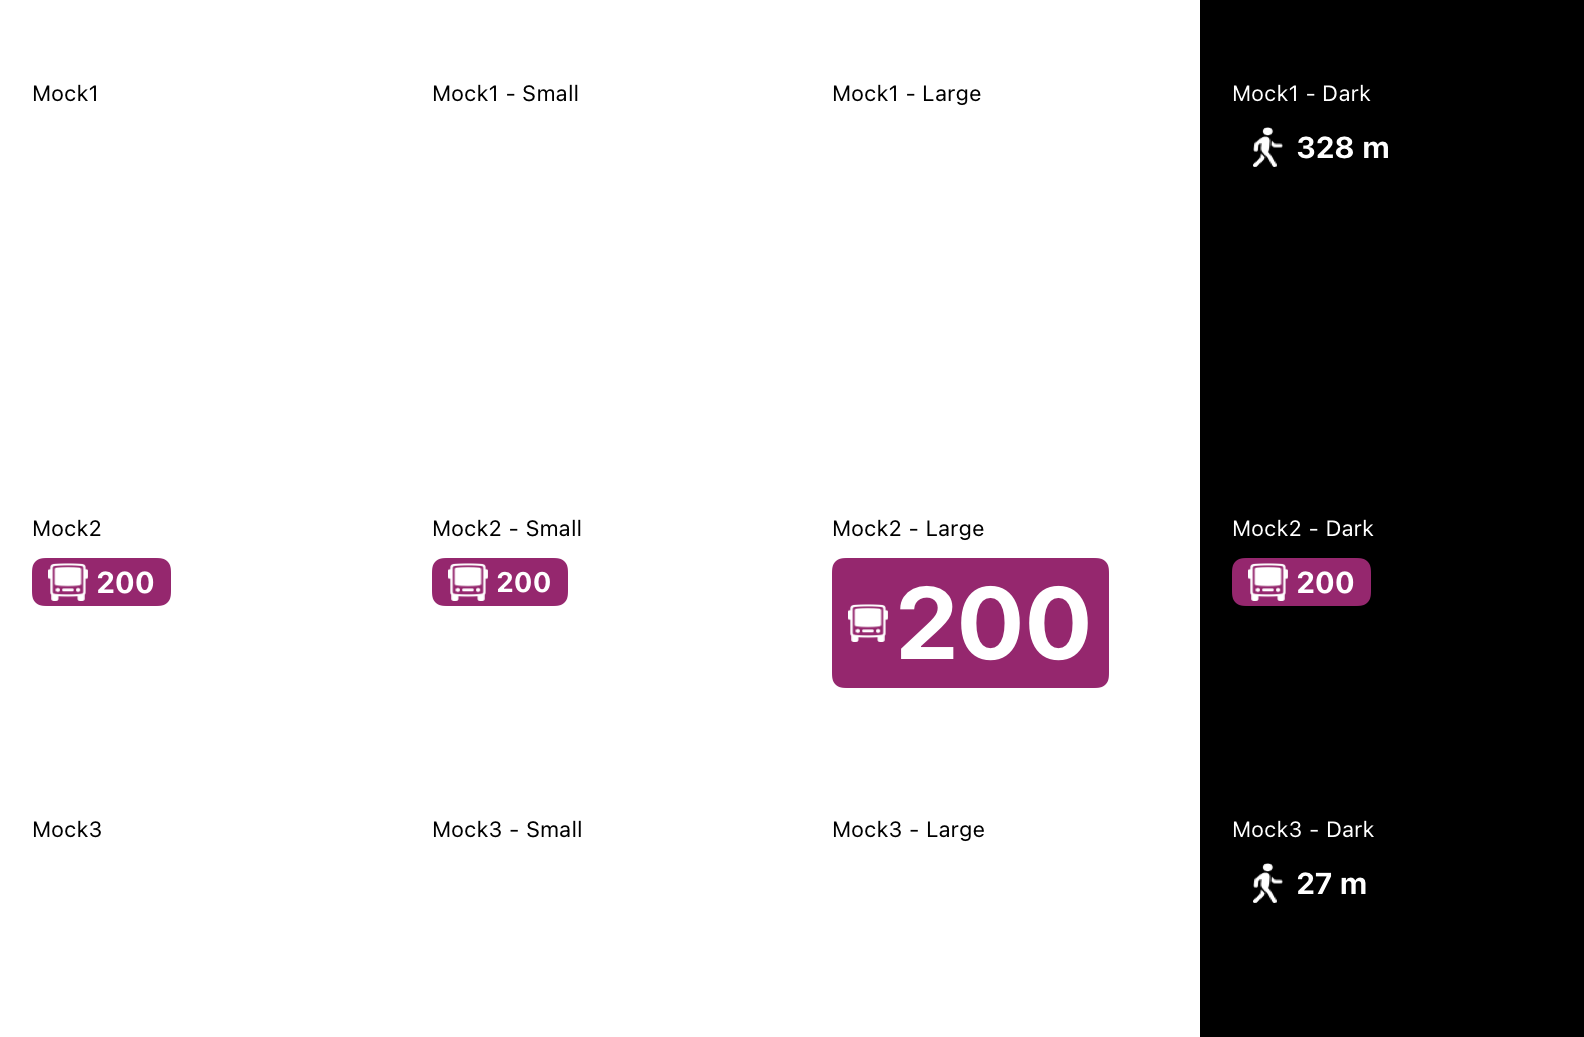 Mock1
Mock1 - Small
Mock1 - Large
Mock1 - Dark
328 m
Mock2
Mock2 - Small
Mock2 - Large
Mock2 - Dark
200
200
200
200
Mock3
Mock3 - Small
Mock3 - Large
Mock3 - Dark
27 m